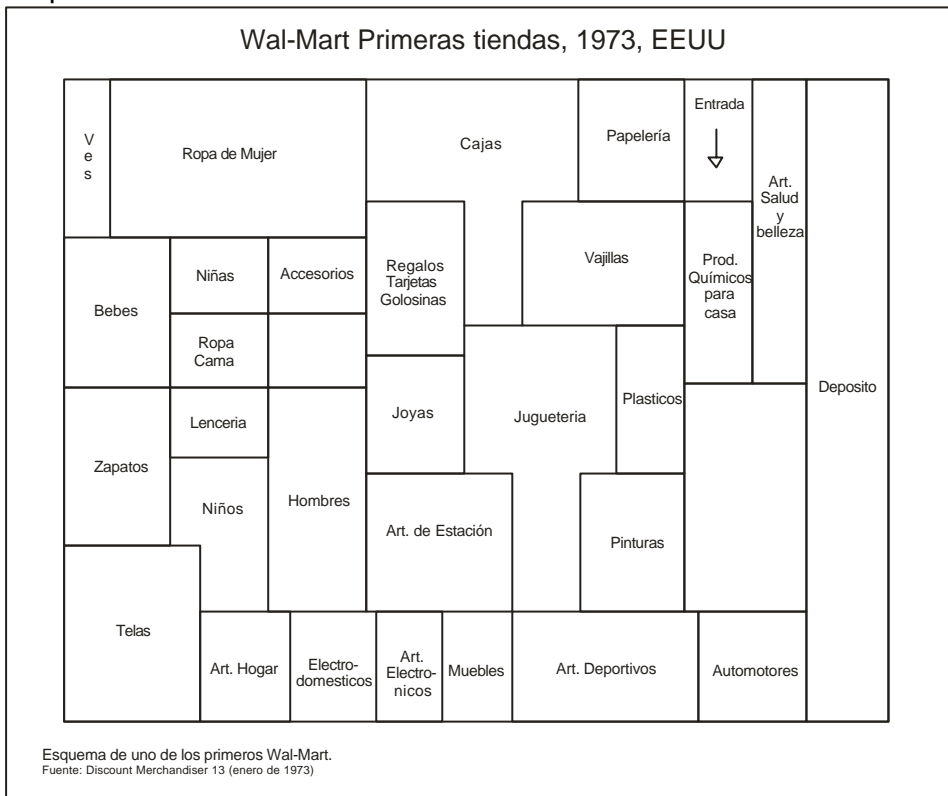 Wal-Mart Primeras tiendas, 1973, EEUU
V
e
s
Ropa de Mujer
Cajas
Papelería
Entrada
Art.
Salud
y
belleza
Bebes
Niñas
Accesorios
Regalos
Tarjetas
Golosinas
Vajillas
Prod.
Químicos
para
casa
Ropa
Cama
Deposito
Zapatos
Lenceria
Joyas
Jugueteria
Plasticos
Niños
Hombres
Art. de Estación
Pinturas
Telas
Art. Hogar
Electro-
domesticos
Art.
Electro-
nicos
Muebles
Art. Deportivos
Automotores
Esquema de uno de los primeros Wal-Mart.
Fuente: Discount Merchandiser 13 (enero de 1973)